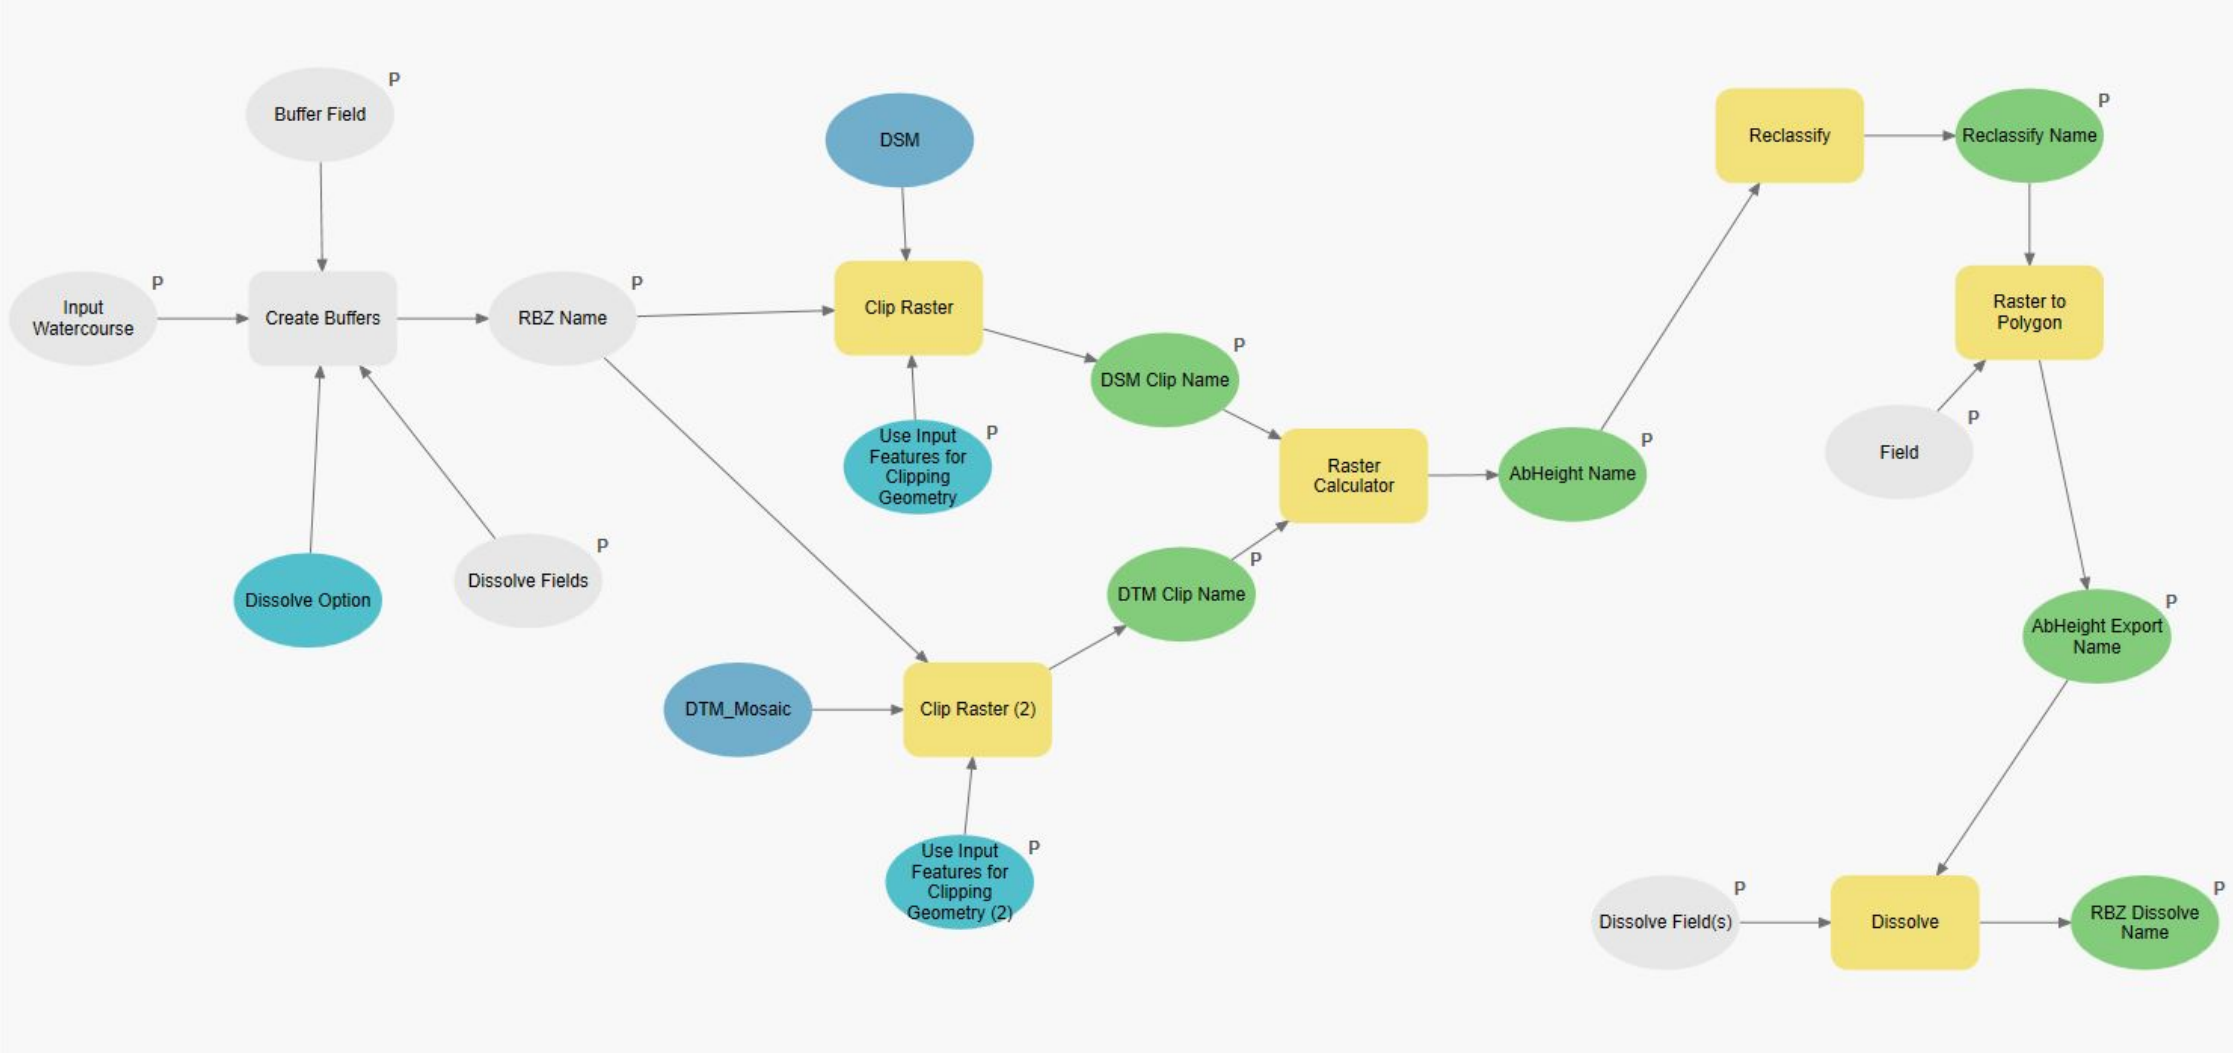 P
Buffer Field
DSM
P
Reclassify
Reclassify Name
P
Input
Watercourse
P
Create Buffers
RBZ Name
P
Clip Raster
Raster to
Polygon
P
DSM Clip Name
P
Use Input
Features for
Clipping
Geometry
P
Field
Raster
Calculator
P
AbHeight Name
P
Dissolve Fields
Dissolve Option
P
DTM Clip Name
P
AbHeight Export
Name
DTM_Mosaic
Clip Raster (2)
P
Use Input
Features for
Clipping
Geometry (2)
P
Dissolve Field(s)
Dissolve
P
RBZ Dissolve
Name